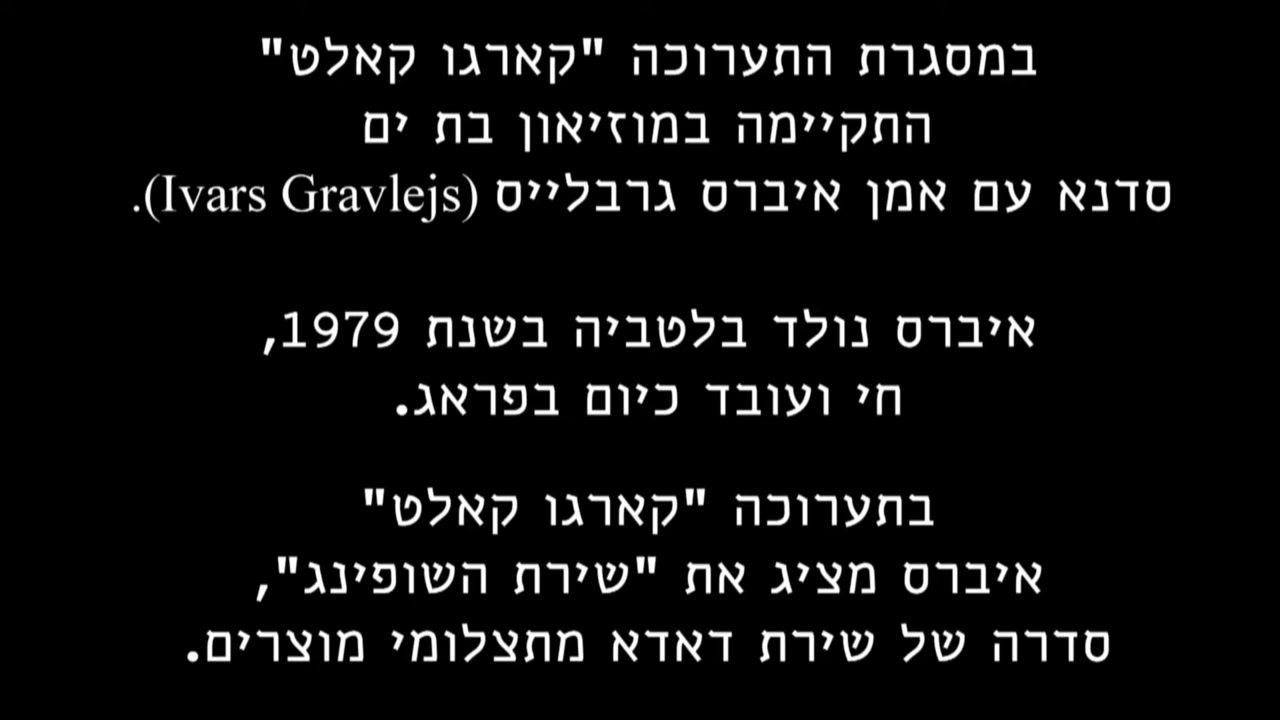 במסגרת התערוכה "קארגו קאלט"
התקיימה במוזיאון בת ים
סדנא עם אמן איברס גרבלייס (Ivars Gravlejs).
איברס נולד בלטביה בשנת 1979,
חי ועובד כיום בפראג.
בתערוכה "קארגו קאלט"
איברס מציג את "שירת השופינג",
סדרה של שירת דאדא מתצלומי מוצרים.